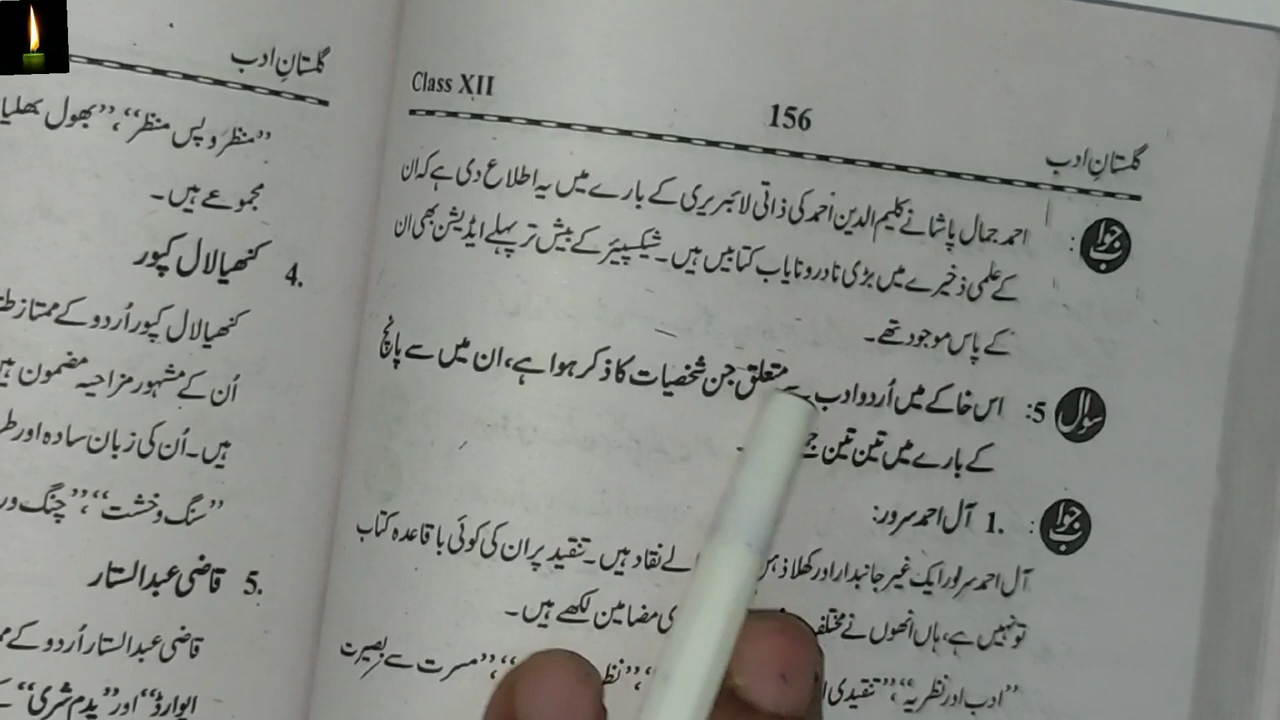 گلستانِ ادب
156
Class XII
جواب :
احمد جمال پاشا نے کلیم الدین احمد کی ذاتی لائبریری کے بارے میں یہ اطلاع دی ہے کہ ان
کے علمی ذخیرے میں بڑی نادر و نایاب کتابیں ہیں۔ شیکسپیئر کے بیش تر پہلے ایڈیشن بھی ان
کے پاس موجود تھے۔
سوال 5:
اس خاکے میں اُردو ادب سے متعلق جن شخصیات کا ذکر ہوا ہے، ان میں سے پانچ
کے بارے میں تین تین
جواب :
1. آل احمد سرور:
آل احمد سرور ایک غیر جانبدار اور کھلا ذہن لے نقاد ہیں۔ تنقید پر ان کی کوئی باقاعدہ کتاب
تو نہیں ہے، ہاں انھوں نے مختلف مضامین لکھے ہیں۔
”ادب اور نظریہ“، ”تنقیدی ”مسرت سے بصیرت
گلستانِ ادب
”منظر و پس منظر“، ”بھول بھلیا
مجموعے ہیں۔
4. کنھیا لال کپور
کنھیا لال کپور اُردو کے ممتاز
اُن کے مشہور مزاحیہ مضمون
ہیں۔ اُن کی زبان سادہ اور
”سنگ و خشت“، ”چنگ و
5. قاضی عبدالستار
قاضی عبدالستار اُردو کے
ایوارڈ“ اور ”پدم شری“